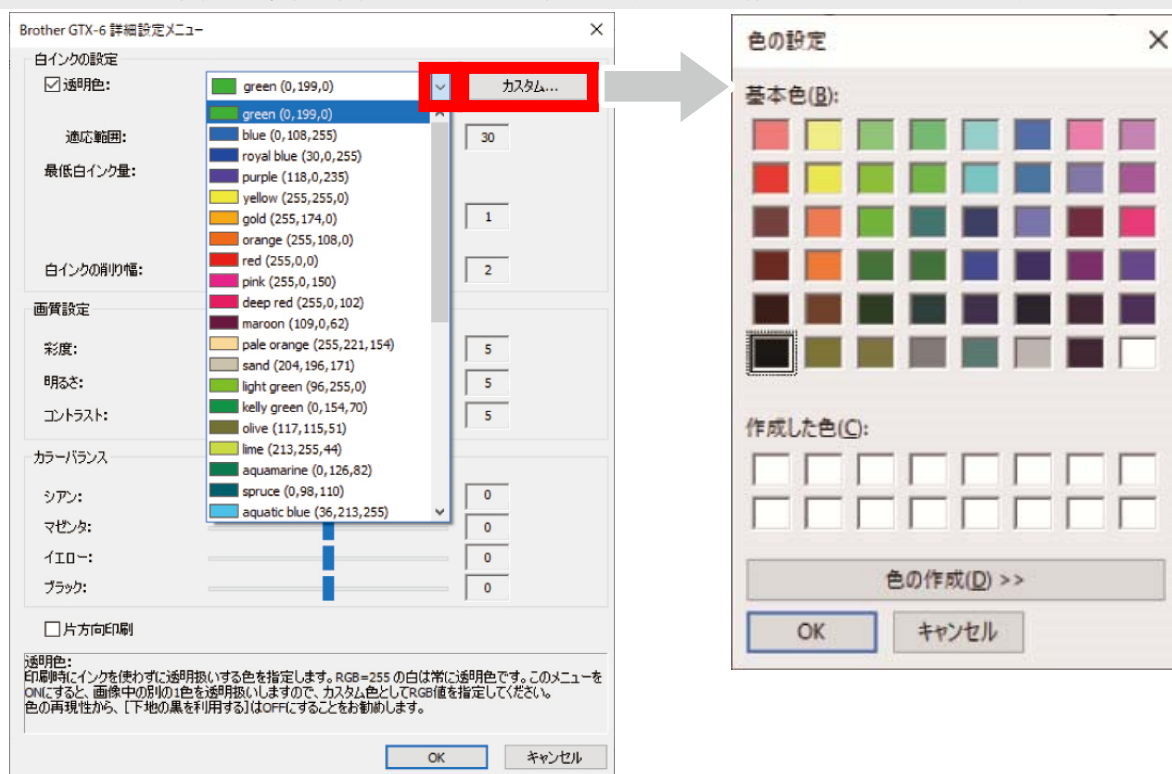 Brother GTX-6 詳細設定メニュー
白インクの設定
透明色:
green (0,199,0)
カスタム...
green (0,199,0)
blue (0,108,255)
royal blue (30,0,255)
purple (118,0,235)
yellow (255,255,0)
gold (255,174,0)
orange (255,108,0)
red (255,0,0)
pink (255,0,150)
deep red (255,0,102)
maroon (109,0,62)
pale orange (255,221,154)
sand (204,196,171)
light green (96,255,0)
kelly green (0,154,70)
olive (117,115,51)
lime (213,255,44)
aquamarine (0,126,82)
spruce (0,98,110)
aquatic blue (36,213,255)
適応範囲:
30
最低白インク量:
1
白インクの削り幅:
2
画質設定
彩度:
5
明るさ:
5
コントラスト:
5
カラーバランス
シアン:
0
マゼンタ:
0
イエロー:
0
ブラック:
0
片方向印刷
透明色:
印刷時にインクを使わずに透明扱いする色を指定します。RGB=255 の白は常に透明色です。このメニューを
ONにすると、画像中の別の1色を透明扱いしますので、カスタム色としてRGB値を指定してください。
色の再現性から、[下地の黒を利用する]はOFFにすることをお勧めします。
OK
キャンセル
色の設定
基本色(B):
作成した色(C):
色の作成(D) >>
OK
キャンセル